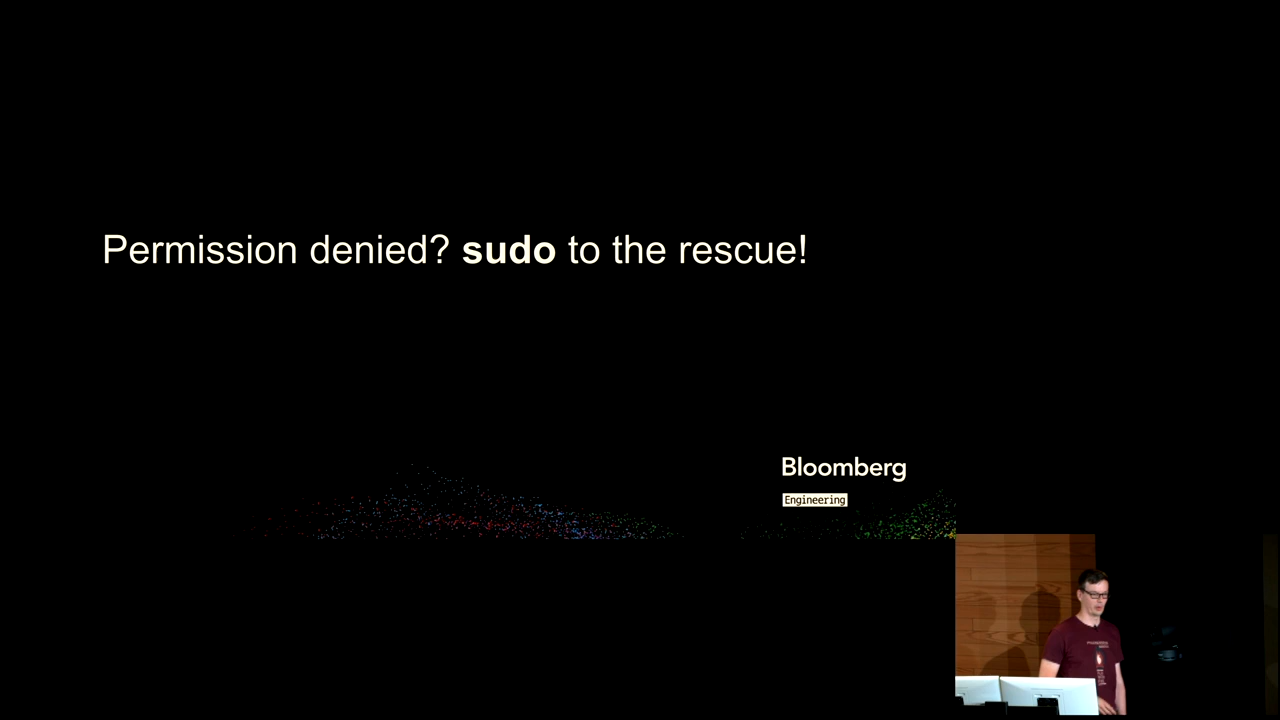 Permission denied? sudo to the rescue!
Bloomberg
Engineering